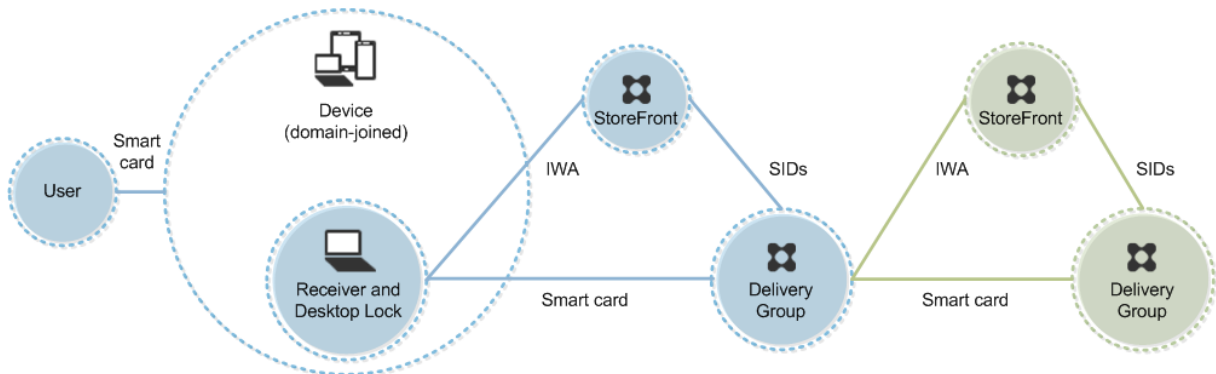 User
Smart
card
Device
(domain-joined)
Receiver and
Desktop Lock
IWA
StoreFront
SIDs
Smart card
Delivery
Group
IWA
StoreFront
SIDs
Smart card
Delivery
Group